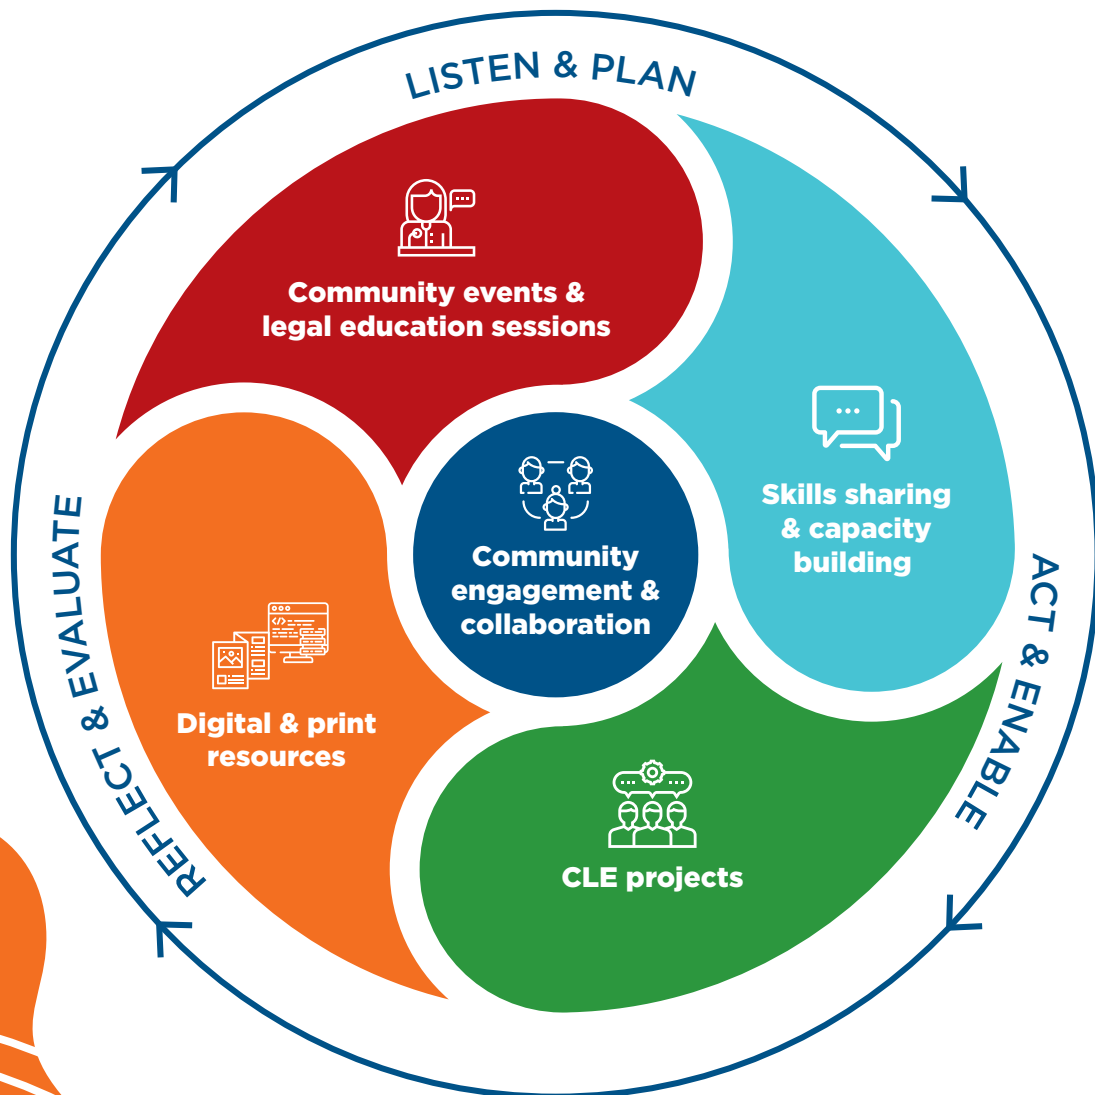 LISTEN & PLAN
Community events &
legal education sessions
Skills sharing
& capacity
building
Community
engagement &
collaboration
ACT & ENABLE
Digital & print
resources
CLE projects
REFLECT & EVALUATE